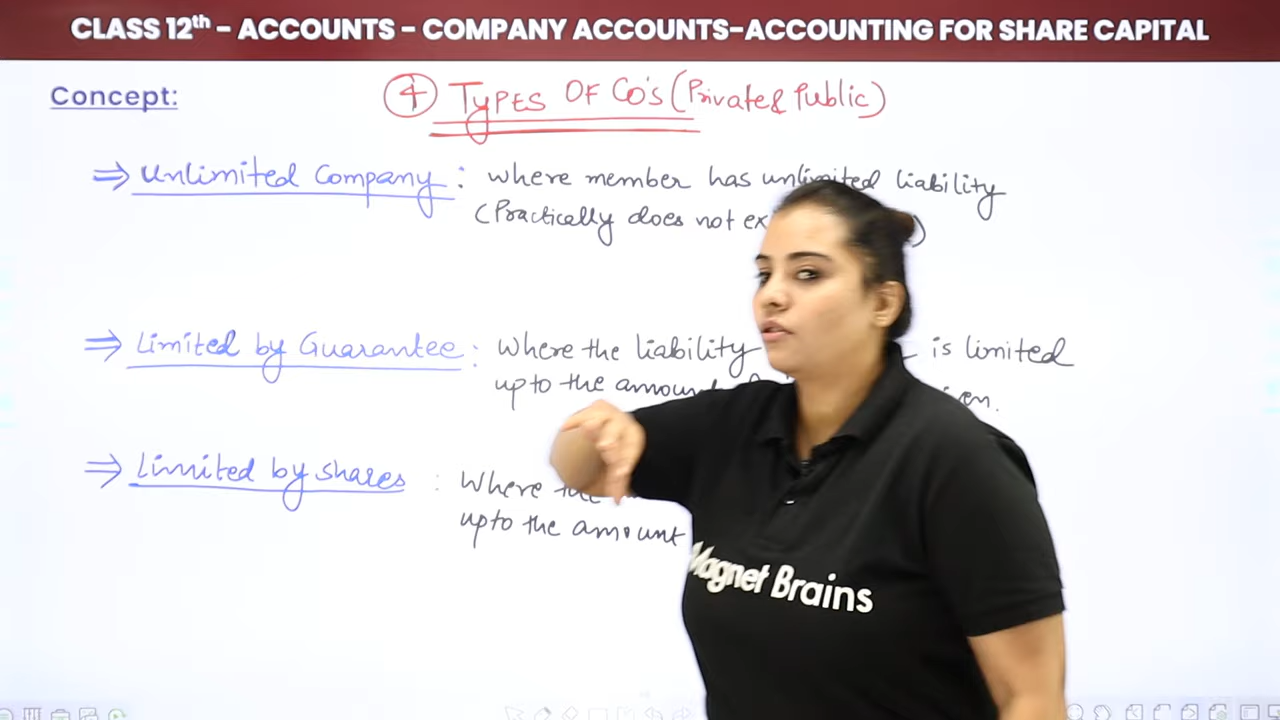 CLASS 12th - ACCOUNTS - COMPANY ACCOUNTS-ACCOUNTING FOR SHARE CAPITAL
Concept:
④ TYPES OF Co's (Private & Public)
⇒ Unlimited Company : where member has unlimited liability
(Practically does not
⇒ Limited by Guarantee : Where the liability is limited
upto the amount
⇒ Limited by shares : Where the
upto the amount
Magnet Brains